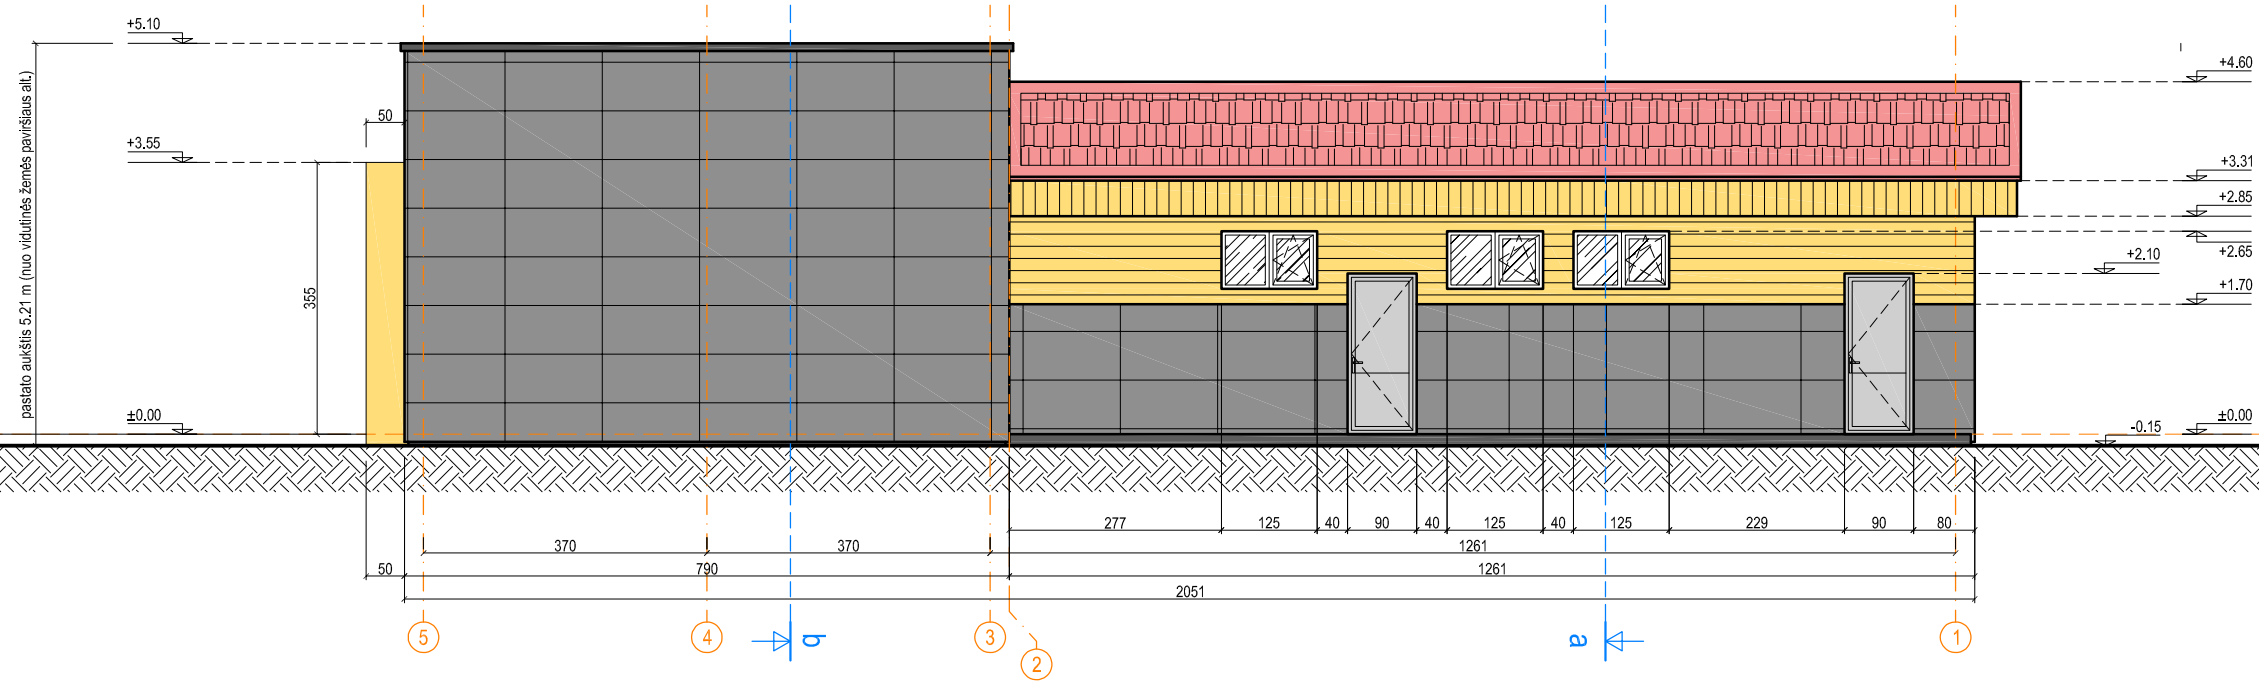 +5.10
+4.60
50
+3.55
+3.31
+2.85
+2.10
+2.65
+1.70
355
pastato aukštis 5.21 m (nuo vidutinės žemės paviršiaus alt.)
±0.00
±0.00
-0.15
277 125 40 90 40 125 40 125 229 90 80
370 370 1261
50 790 1261
2051
5 4 b 3 2 a 1